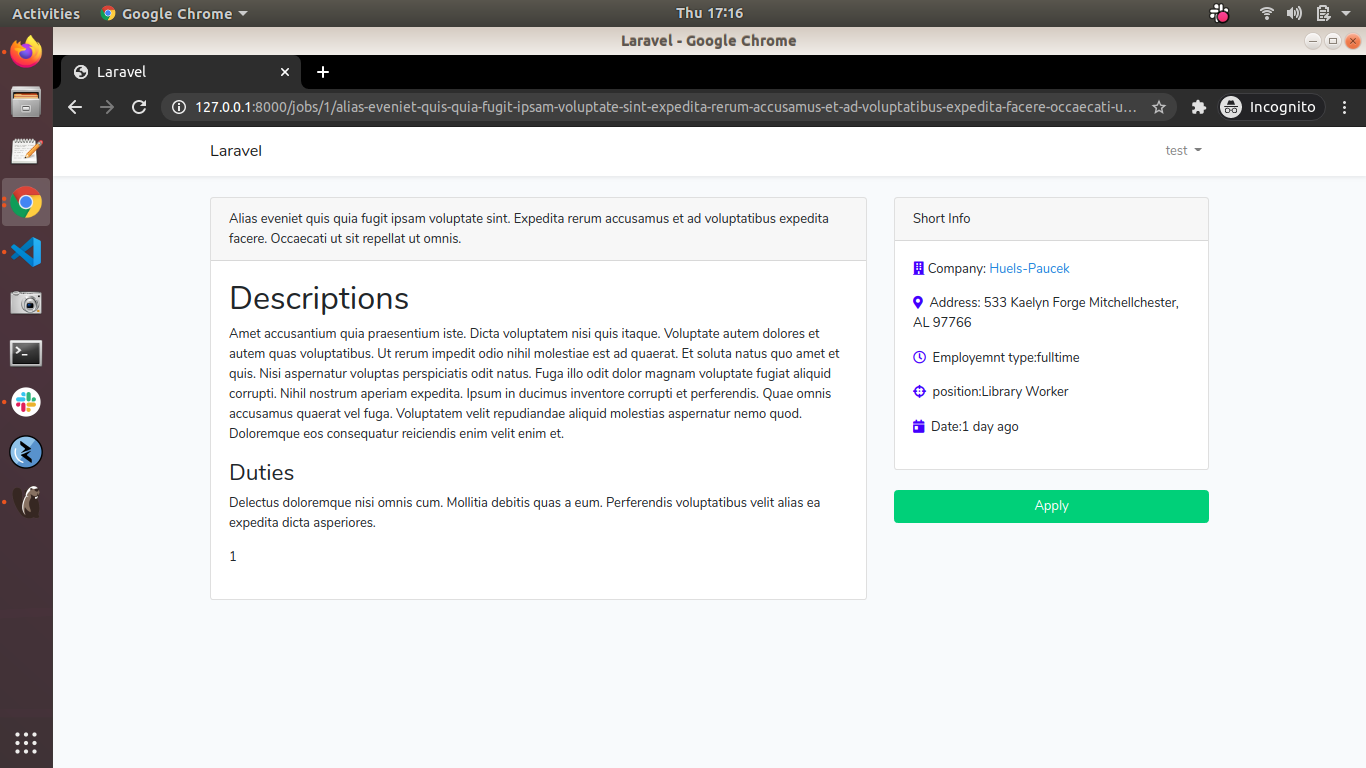 Activities Google Chrome Thu 17:16
Laravel - Google Chrome
Laravel
127.0.0.1:8000/jobs/1/alias-eveniet-quis-quia-fugit-ipsam-voluptate-sint-expedita-rerum-accusamus-et-ad-voluptatibus-expedita-facere-occaecati-u... Incognito
Laravel test
Alias eveniet quis quia fugit ipsam voluptate sint. Expedita rerum accusamus et ad voluptatibus expedita
facere. Occaecati ut sit repellat ut omnis.
Descriptions
Amet accusantium quia praesentium iste. Dicta voluptatem nisi quis itaque. Voluptate autem dolores et
autem quas voluptatibus. Ut rerum impedit odio nihil molestiae est ad quaerat. Et soluta natus quo amet et
quis. Nisi aspernatur voluptas perspiciatis odit natus. Fuga illo odit dolor magnam voluptate fugiat aliquid
corrupti. Nihil nostrum aperiam expedita. Ipsum in ducimus inventore corrupti et perferendis. Quae omnis
accusamus quaerat vel fuga. Voluptatem velit repudiandae aliquid molestias aspernatur nemo quod.
Doloremque eos consequatur reiciendis enim velit enim et.
Duties
Delectus doloremque nisi omnis cum. Mollitia debitis quas a eum. Perferendis voluptatibus velit alias ea
expedita dicta asperiores.
1
Short Info
Company: Huels-Paucek
Address: 533 Kaelyn Forge Mitchellchester,
AL 97766
Employemnt type:fulltime
position:Library Worker
Date:1 day ago
Apply